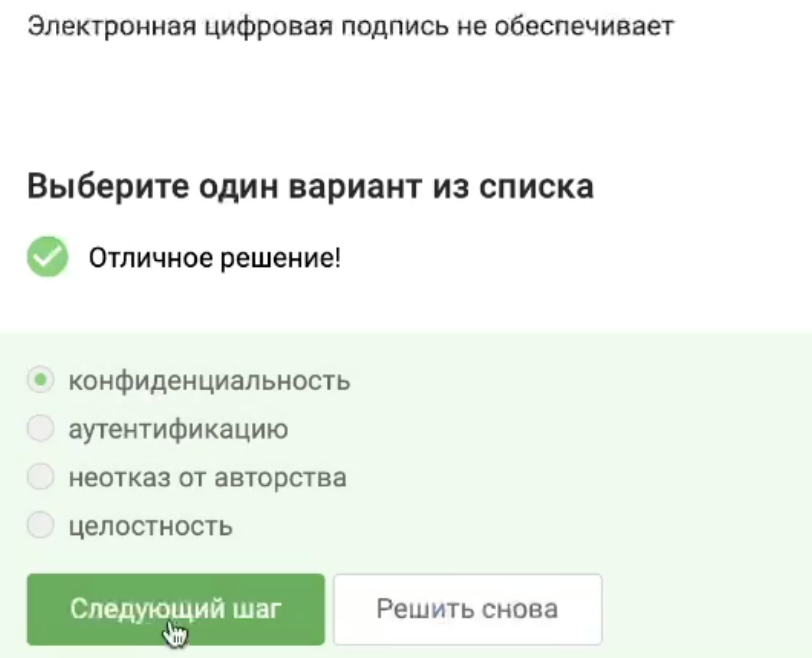 Электронная цифровая подпись не обеспечивает
Выберите один вариант из списка
Отличное решение!
конфиденциальность
аутентификацию
неотказ от авторства
целостность
Следующий шаг
Решить снова